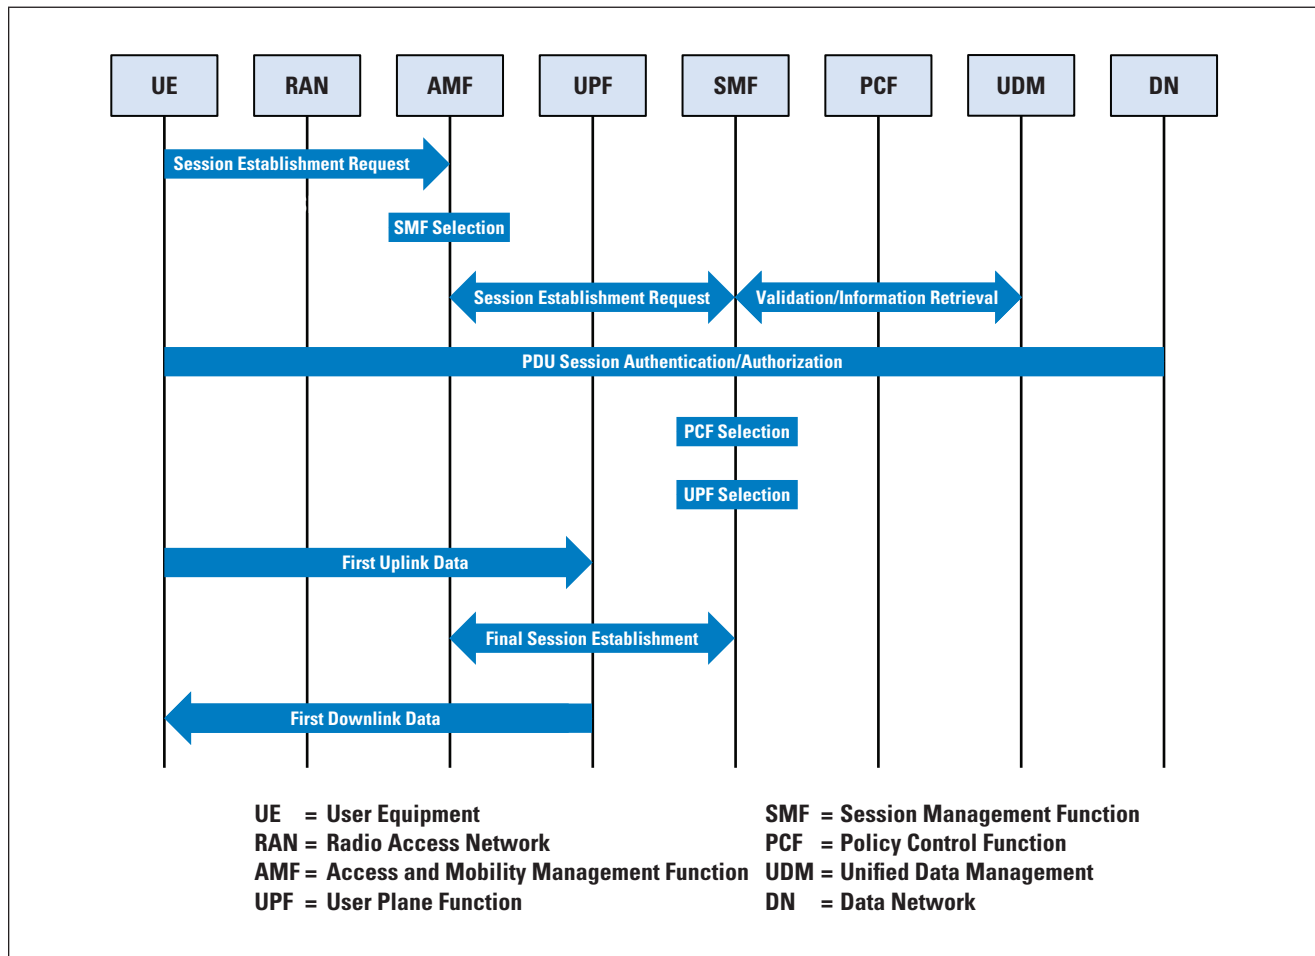 UE RAN AMF UPF SMF PCF UDM DN
Session Establishment Request
SMF Selection
Session Establishment Request Validation/Information Retrieval
PDU Session Authentication/Authorization
PCF Selection
UPF Selection
First Uplink Data
Final Session Establishment
First Downlink Data
UE = User Equipment
RAN = Radio Access Network
AMF = Access and Mobility Management Function
UPF = User Plane Function
SMF = Session Management Function
PCF = Policy Control Function
UDM = Unified Data Management
DN = Data Network